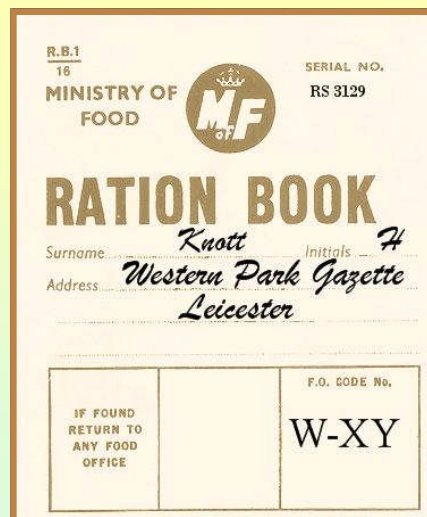 R.B.1
16
MINISTRY OF
FOOD
M of F
SERIAL NO.
RS 3129
RATION BOOK
Surname Knott Initials H
Address Western Park Gazette
Leicester
IF FOUND
RETURN TO
ANY FOOD
OFFICE
F.O. CODE No.
W-XY